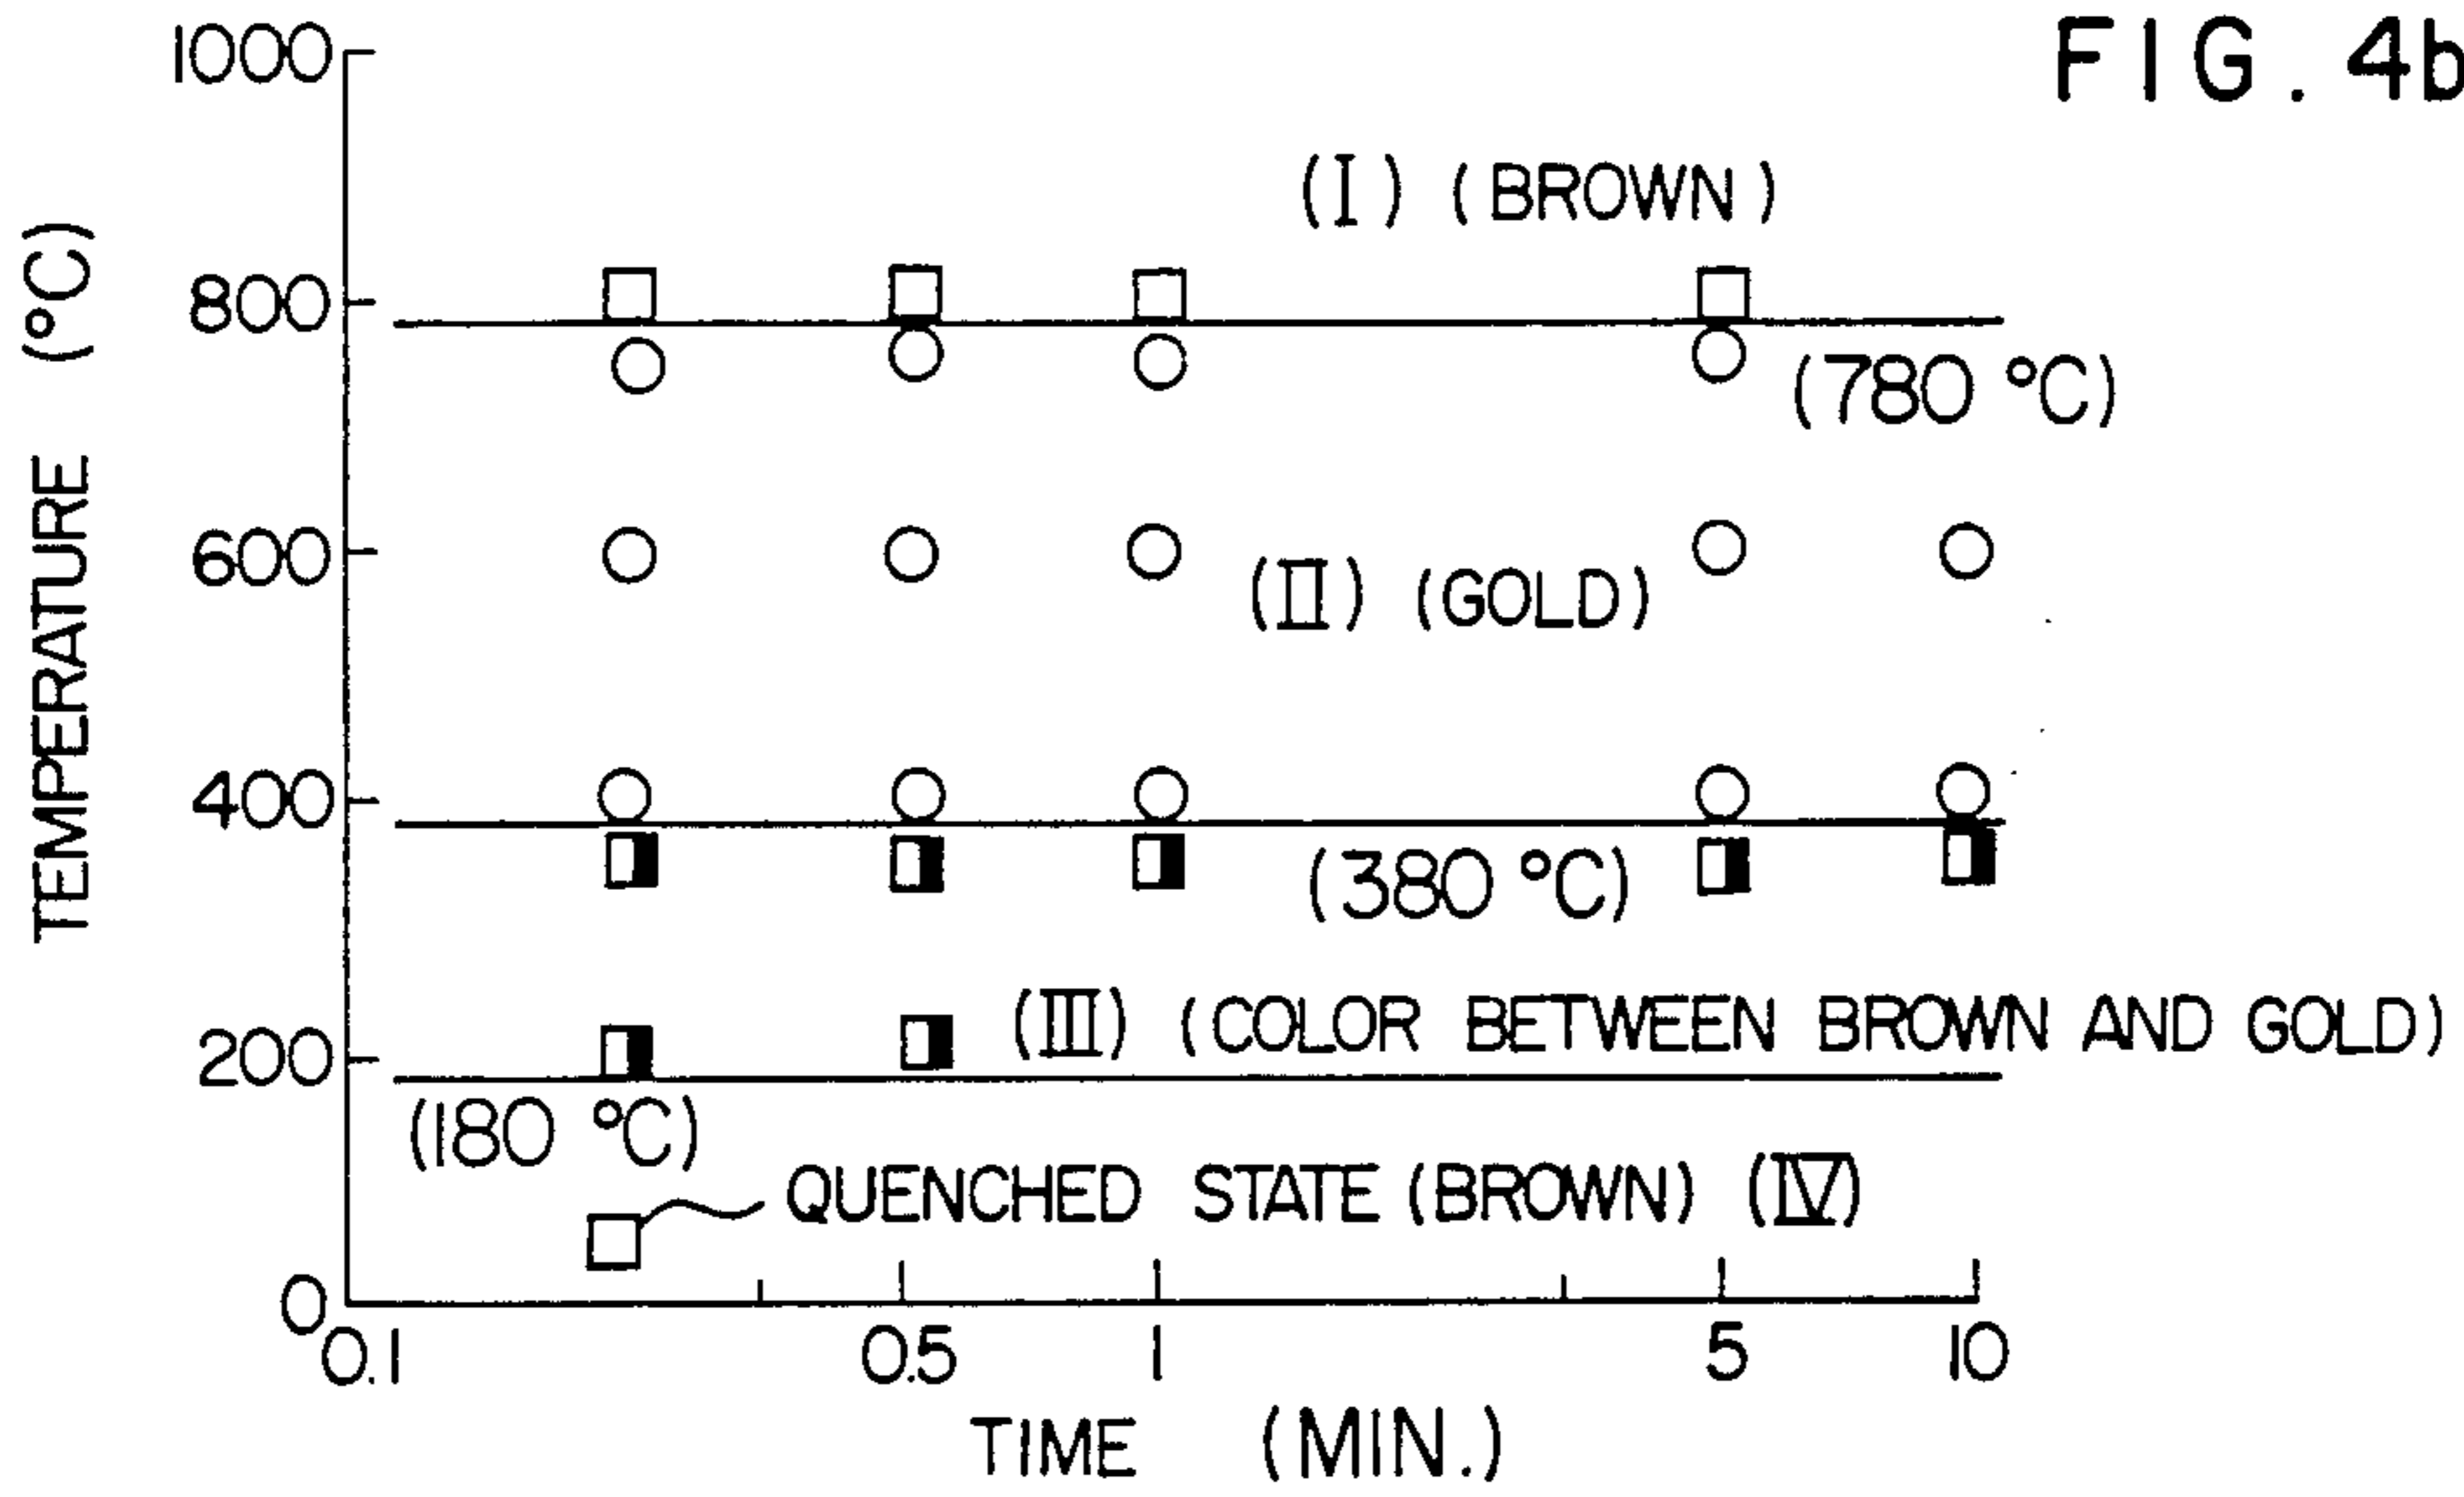 FIG. 4b
1000
(I) (BROWN)
800
(780 °C)
600
(II) (GOLD)
400
(380 °C)
(III) (COLOR BETWEEN BROWN AND GOLD)
200
(180 °C)
QUENCHED STATE (BROWN) (IV)
0
0.1 0.5 1 5 10
TIME (MIN.)
TEMPERATURE (°C)